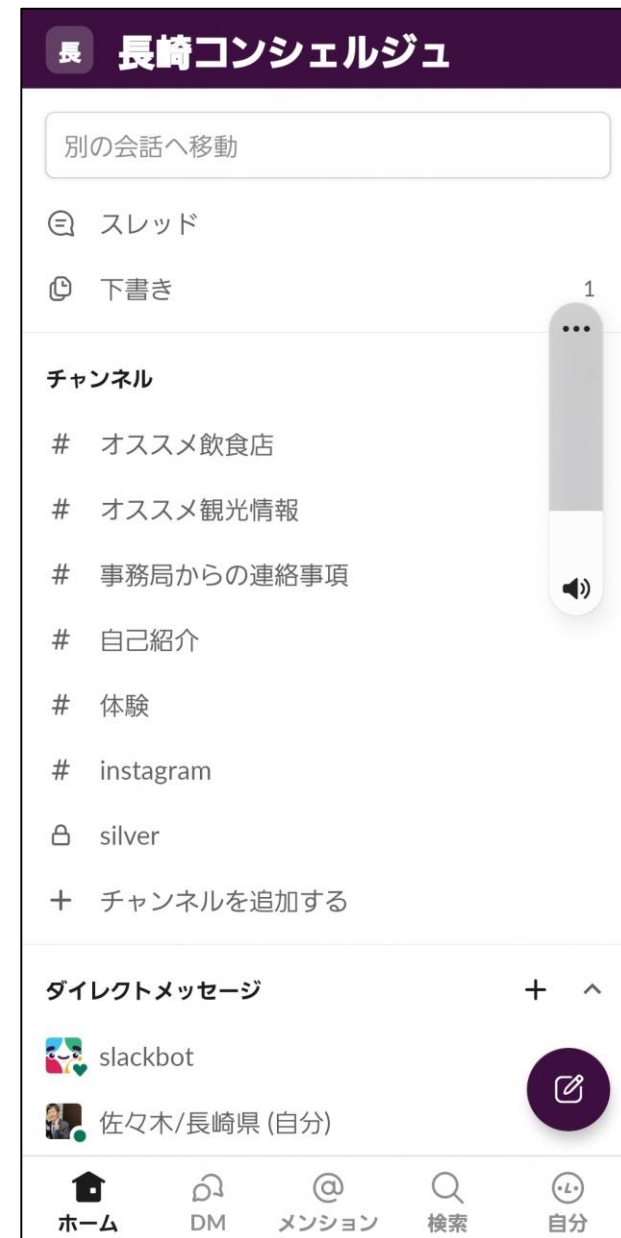 長 長崎コンシェルジュ
別の会話へ移動
スレッド
下書き 1
チャンネル
# オススメ飲食店
# オススメ観光情報
# 事務局からの連絡事項
# 自己紹介
# 体験
# instagram
silver
+ チャンネルを追加する
ダイレクトメッセージ +
slackbot
佐々木/長崎県 (自分)
ホーム DM メンション 検索 自分